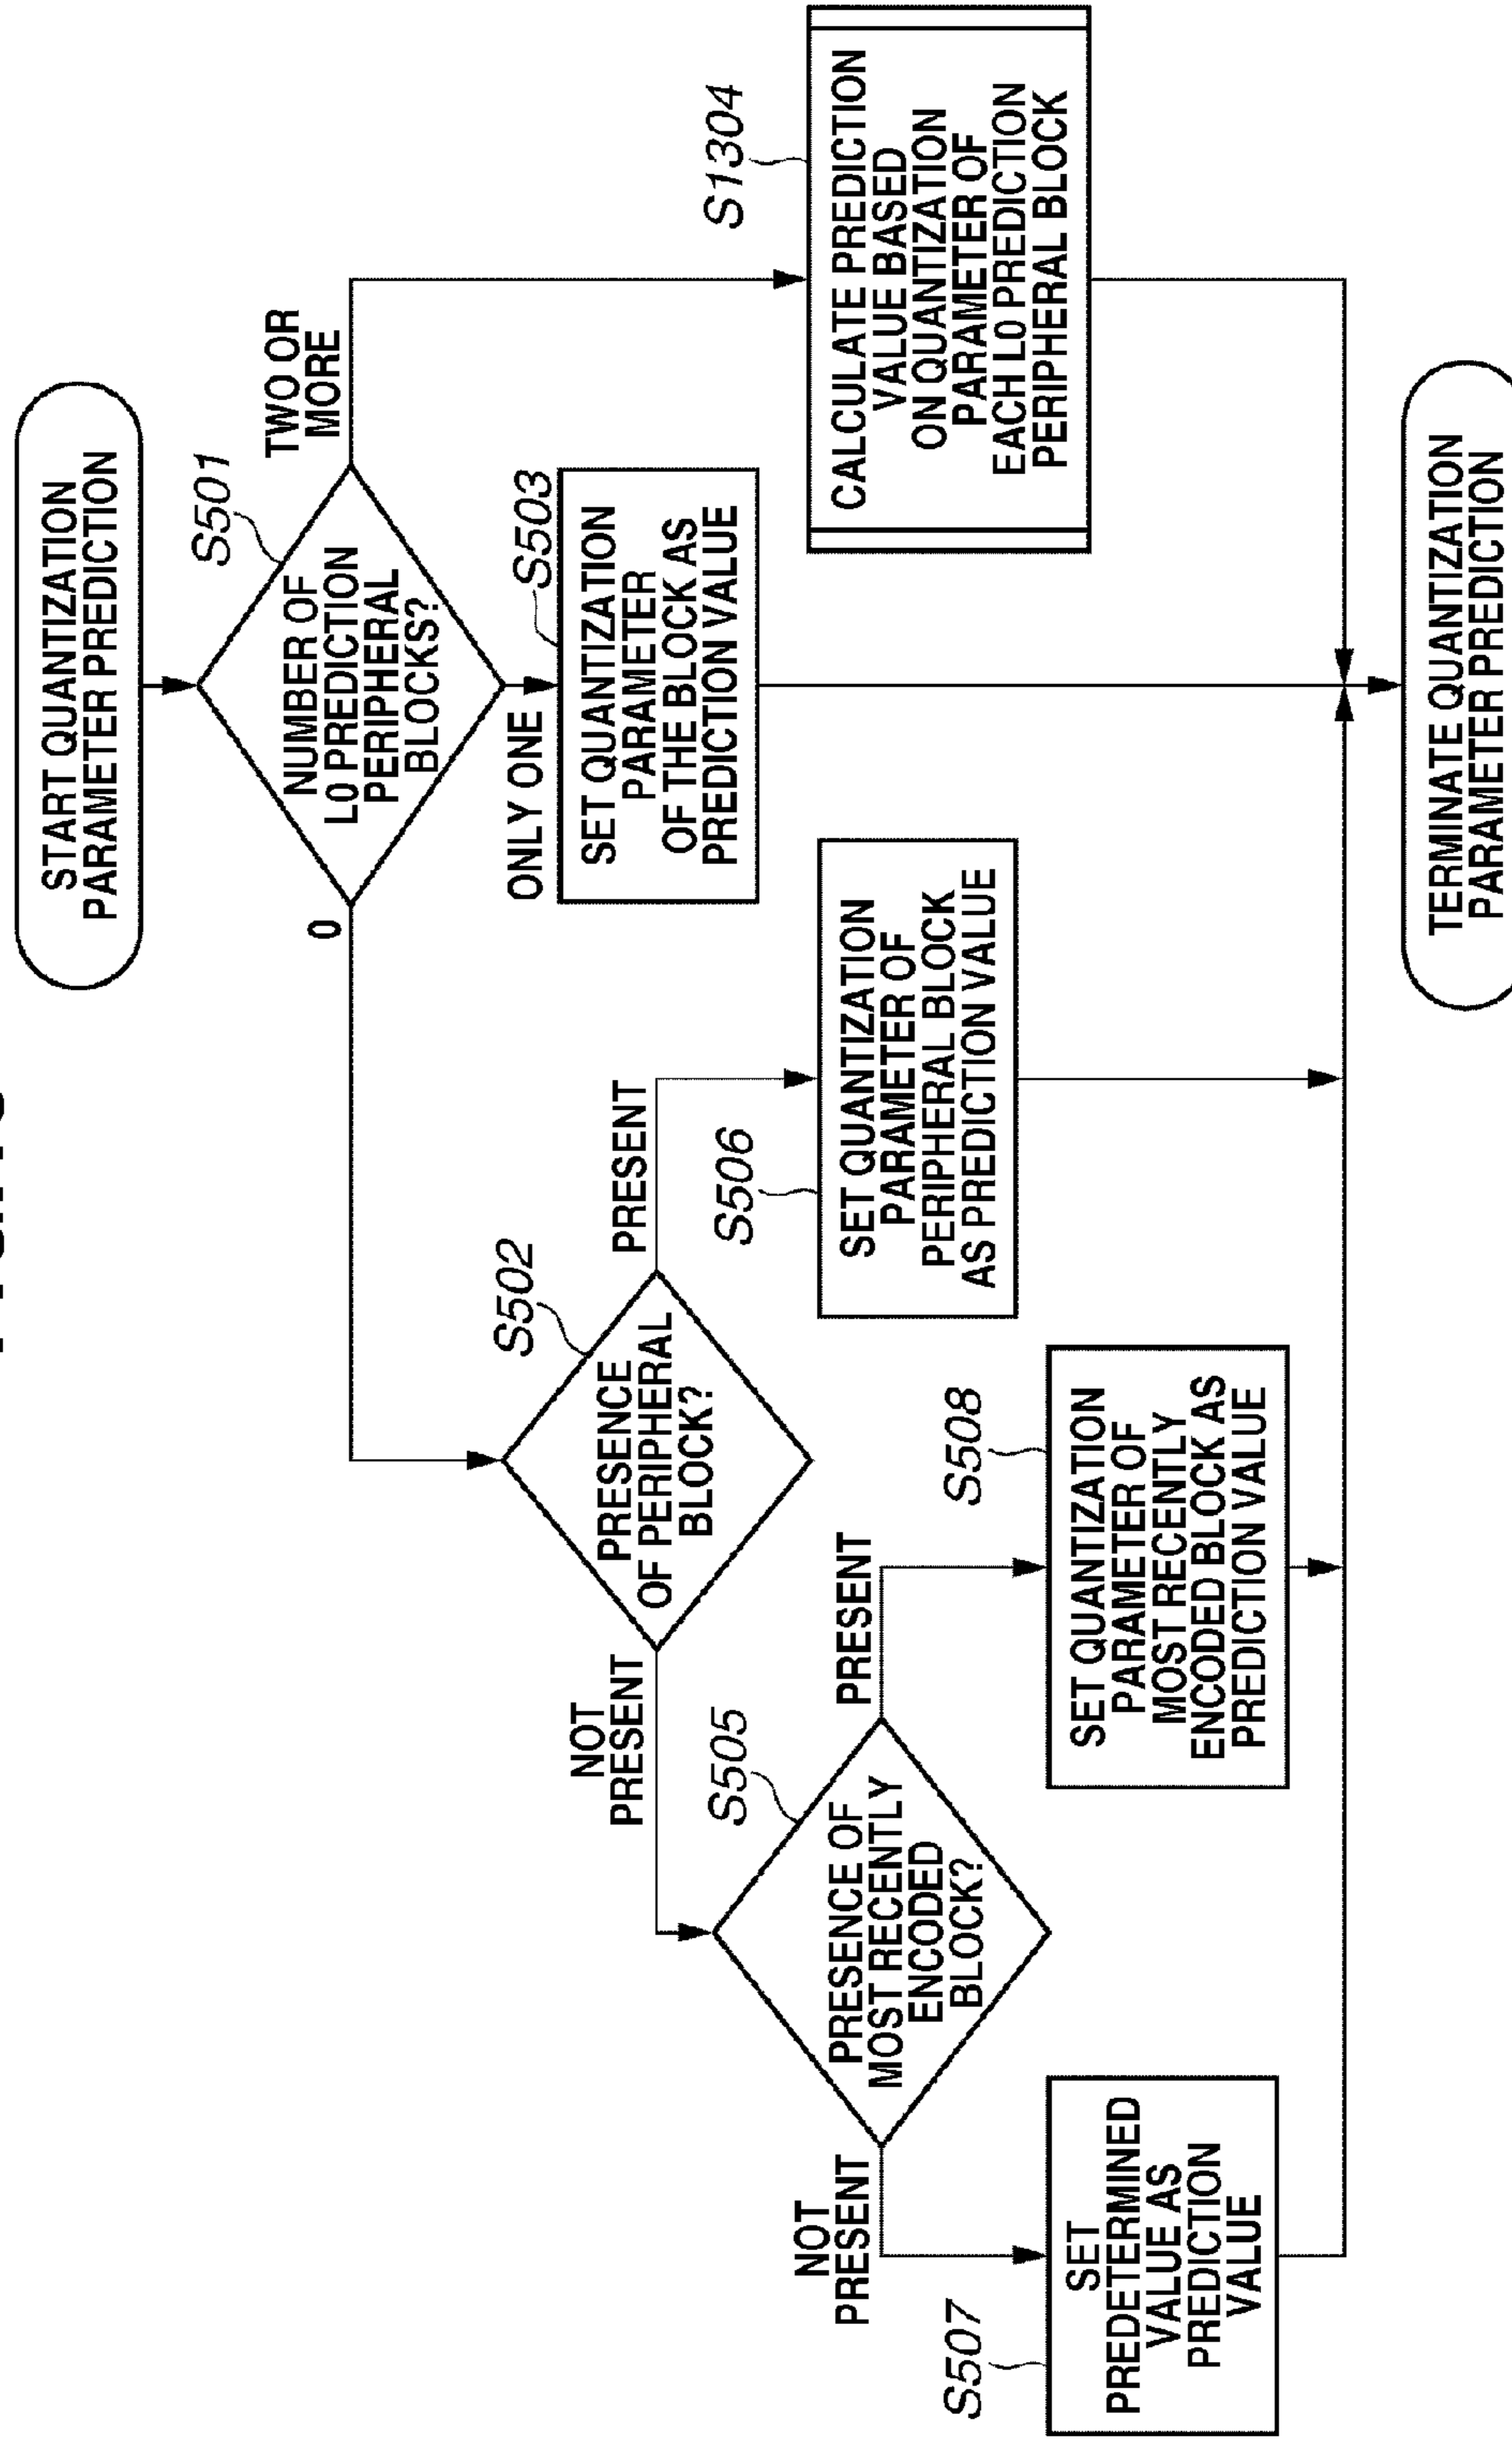 START QUANTIZATION
PARAMETER PREDICTION
S501
NUMBER OF
L0 PREDICTION
PERIPHERAL
BLOCKS?
0
ONLY ONE
TWO OR
MORE
S502
PRESENCE
OF PERIPHERAL
BLOCK?
NOT
PRESENT
PRESENT
S503
SET QUANTIZATION
PARAMETER
OF THE BLOCK AS
PREDICTION VALUE
S1304
CALCULATE PREDICTION
VALUE BASED
ON QUANTIZATION
PARAMETER OF
EACH L0 PREDICTION
PERIPHERAL BLOCK
S505
PRESENCE OF
MOST RECENTLY
ENCODED
BLOCK?
NOT
PRESENT
PRESENT
S506
SET QUANTIZATION
PARAMETER OF
PERIPHERAL BLOCK
AS PREDICTION VALUE
S507
SET
PREDETERMINED
VALUE AS
PREDICTION
VALUE
S508
SET QUANTIZATION
PARAMETER OF
MOST RECENTLY
ENCODED BLOCK AS
PREDICTION VALUE
TERMINATE QUANTIZATION
PARAMETER PREDICTION